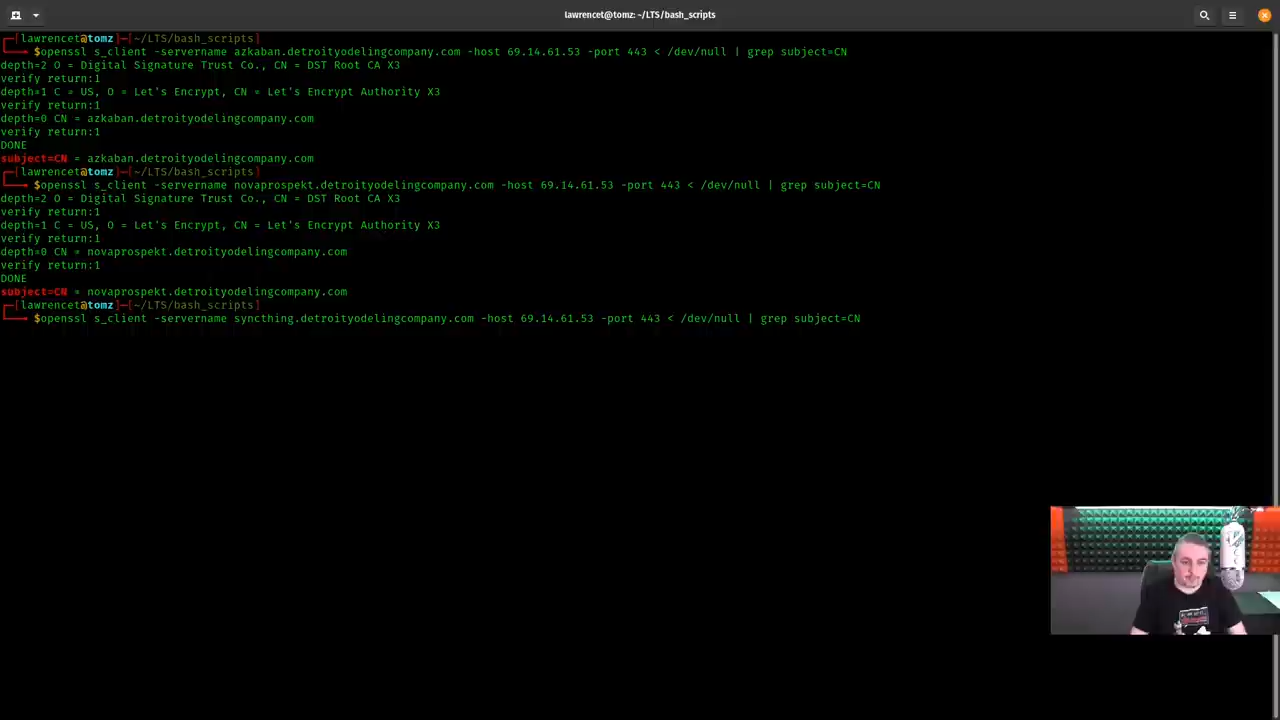 lawrencet@tomz: ~/LTS/bash_scripts
[lawrencet@tomz]─[~/LTS/bash_scripts]
$openssl s_client -servername azkaban.detroityodelingcompany.com -host 69.14.61.53 -port 443 < /dev/null | grep subject=CN
depth=2 O = Digital Signature Trust Co., CN = DST Root CA X3
verify return:1
depth=1 C = US, O = Let's Encrypt, CN = Let's Encrypt Authority X3
verify return:1
depth=0 CN = azkaban.detroityodelingcompany.com
verify return:1
DONE
subject=CN = azkaban.detroityodelingcompany.com
[lawrencet@tomz]─[~/LTS/bash_scripts]
$openssl s_client -servername novaprospekt.detroityodelingcompany.com -host 69.14.61.53 -port 443 < /dev/null | grep subject=CN
depth=2 O = Digital Signature Trust Co., CN = DST Root CA X3
verify return:1
depth=1 C = US, O = Let's Encrypt, CN = Let's Encrypt Authority X3
verify return:1
depth=0 CN = novaprospekt.detroityodelingcompany.com
verify return:1
DONE
subject=CN = novaprospekt.detroityodelingcompany.com
[lawrencet@tomz]─[~/LTS/bash_scripts]
$openssl s_client -servername syncthing.detroityodelingcompany.com -host 69.14.61.53 -port 443 < /dev/null | grep subject=CN